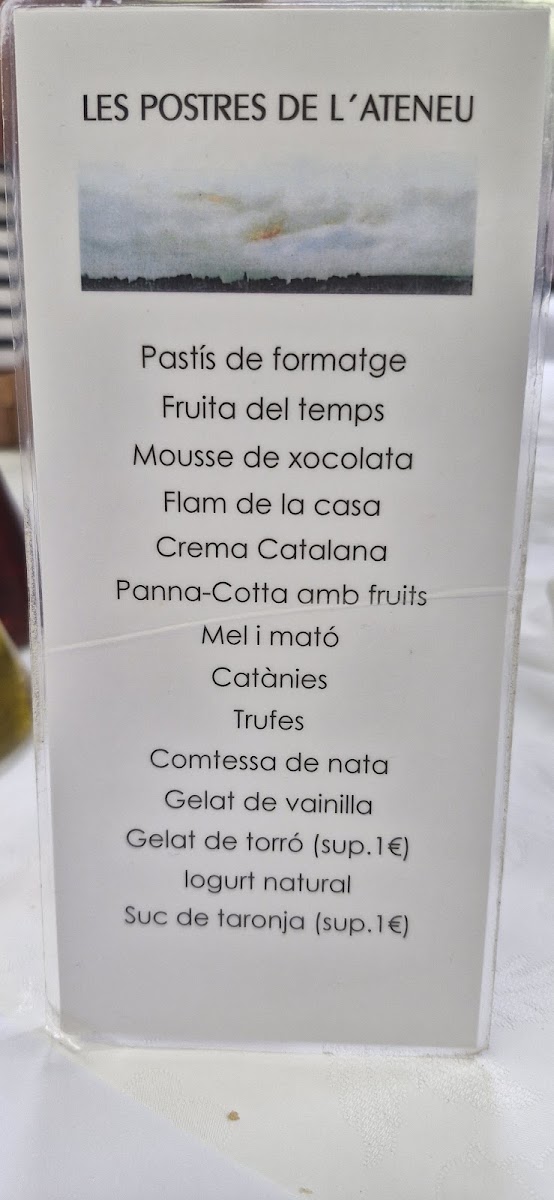 LES POSTRES DE L´ATENEU
Pastís de formatge
Fruita del temps
Mousse de xocolata
Flam de la casa
Crema Catalana
Panna-Cotta amb fruits
Mel i mató
Catànies
Trufes
Comtessa de nata
Gelat de vainilla
Gelat de torró (sup.1€)
Iogurt natural
Suc de taronja (sup.1€)